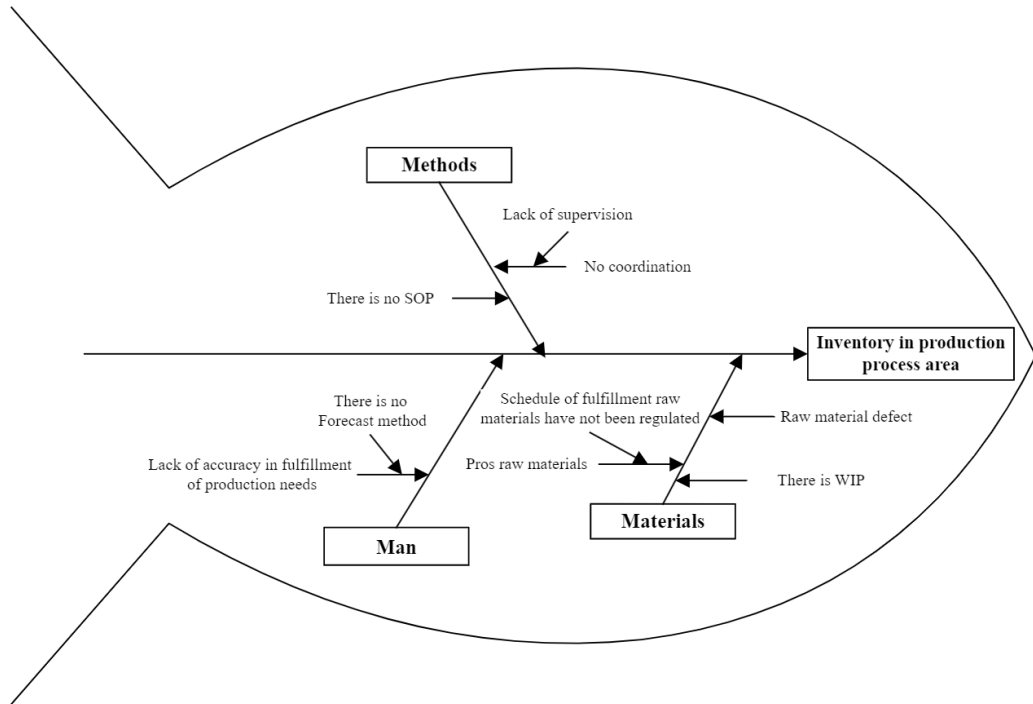 Methods
Lack of supervision
No coordination
There is no SOP
Inventory in production
process area
There is no
Forecast method
Lack of accuracy in fulfillment
of production needs
Man
Schedule of fulfillment raw
materials have not been regulated
Raw material defect
Pros raw materials
There is WIP
Materials